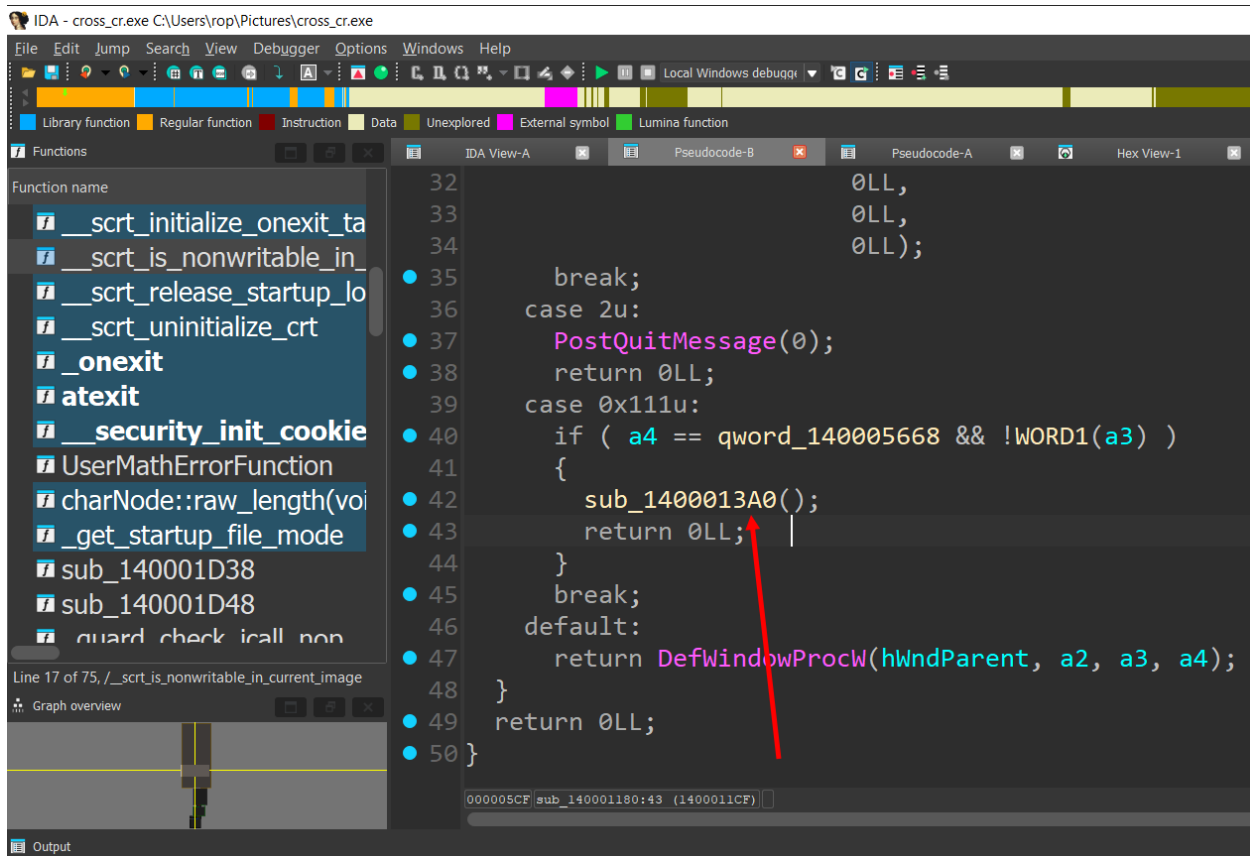 IDA - cross_cr.exe C:\Users\rop\Pictures\cross_cr.exe
File Edit Jump Search View Debugger Options Windows Help
Local Windows debugge
Library function Regular function Instruction Data Unexplored External symbol Lumina function
Functions
IDA View-A Pseudocode-B Pseudocode-A Hex View-1
Function name
__scrt_initialize_onexit_ta
__scrt_is_nonwritable_in_
__scrt_release_startup_lo
__scrt_uninitialize_crt
_onexit
atexit
__security_init_cookie
UserMathErrorFunction
charNode::raw_length(voi
_get_startup_file_mode
sub_140001D38
sub_140001D48
_guard_check_icall_nop
Line 17 of 75, /__scrt_is_nonwritable_in_current_image
Graph overview
32 0LL,
33 0LL,
34 0LL);
35 break;
36 case 2u:
37 PostQuitMessage(0);
38 return 0LL;
39 case 0x111u:
40 if ( a4 == qword_140005668 && !WORD1(a3) )
41 {
42 sub_1400013A0();
43 return 0LL;
44 }
45 break;
46 default:
47 return DefWindowProcW(hWndParent, a2, a3, a4);
48 }
49 return 0LL;
50 }
000005CF sub_140001180:43 (1400011CF)
Output